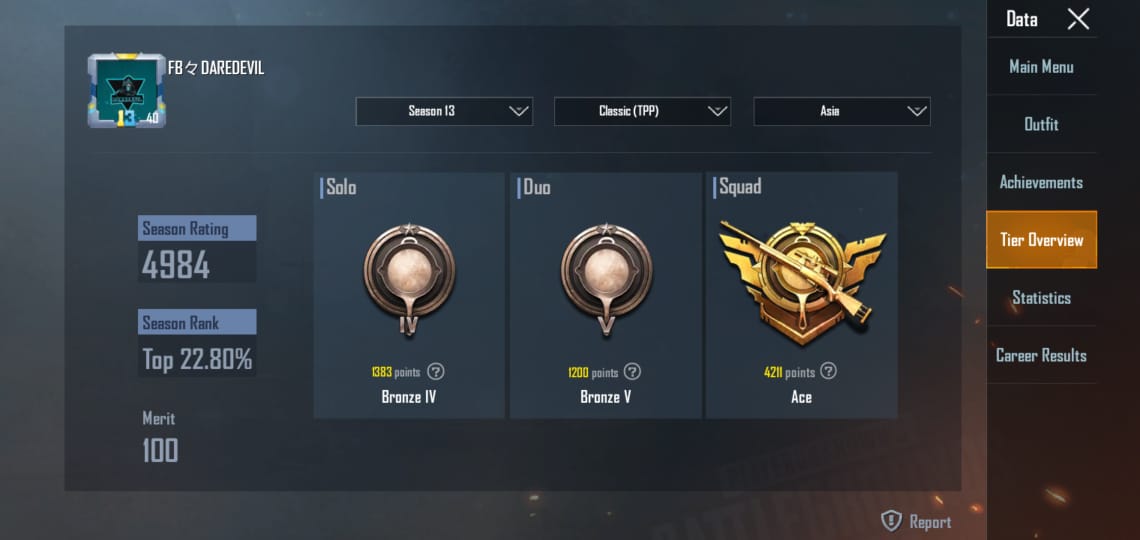 FB々DAREDEVIL
13
40
Season 13
Classic (TPP)
Asia
Season Rating
4984
Season Rank
Top 22.80%
Merit
100
Solo
IV
1383 points ?
Bronze IV
Duo
V
1200 points ?
Bronze V
Squad
4211 points ?
Ace
Report
Data
Main Menu
Outfit
Achievements
Tier Overview
Statistics
Career Results